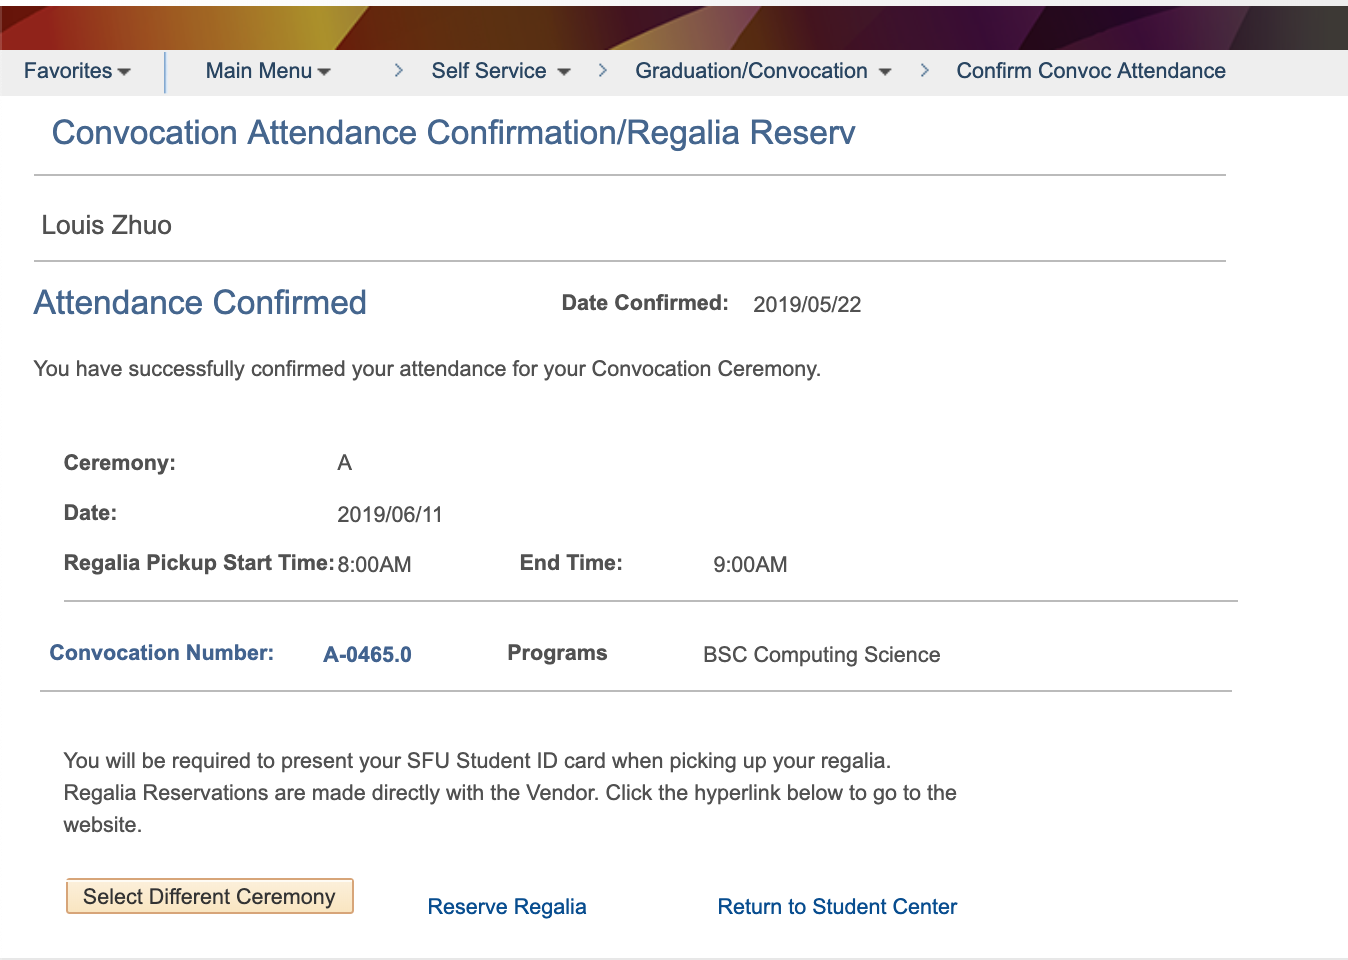 Favorites Main Menu > Self Service > Graduation/Convocation > Confirm Convoc Attendance
Convocation Attendance Confirmation/Regalia Reserv
Louis Zhuo
Attendance Confirmed Date Confirmed: 2019/05/22
You have successfully confirmed your attendance for your Convocation Ceremony.
Ceremony: A
Date: 2019/06/11
Regalia Pickup Start Time: 8:00AM End Time: 9:00AM
Convocation Number: A-0465.0 Programs BSC Computing Science
You will be required to present your SFU Student ID card when picking up your regalia.
Regalia Reservations are made directly with the Vendor. Click the hyperlink below to go to the
website.
Select Different Ceremony Reserve Regalia Return to Student Center